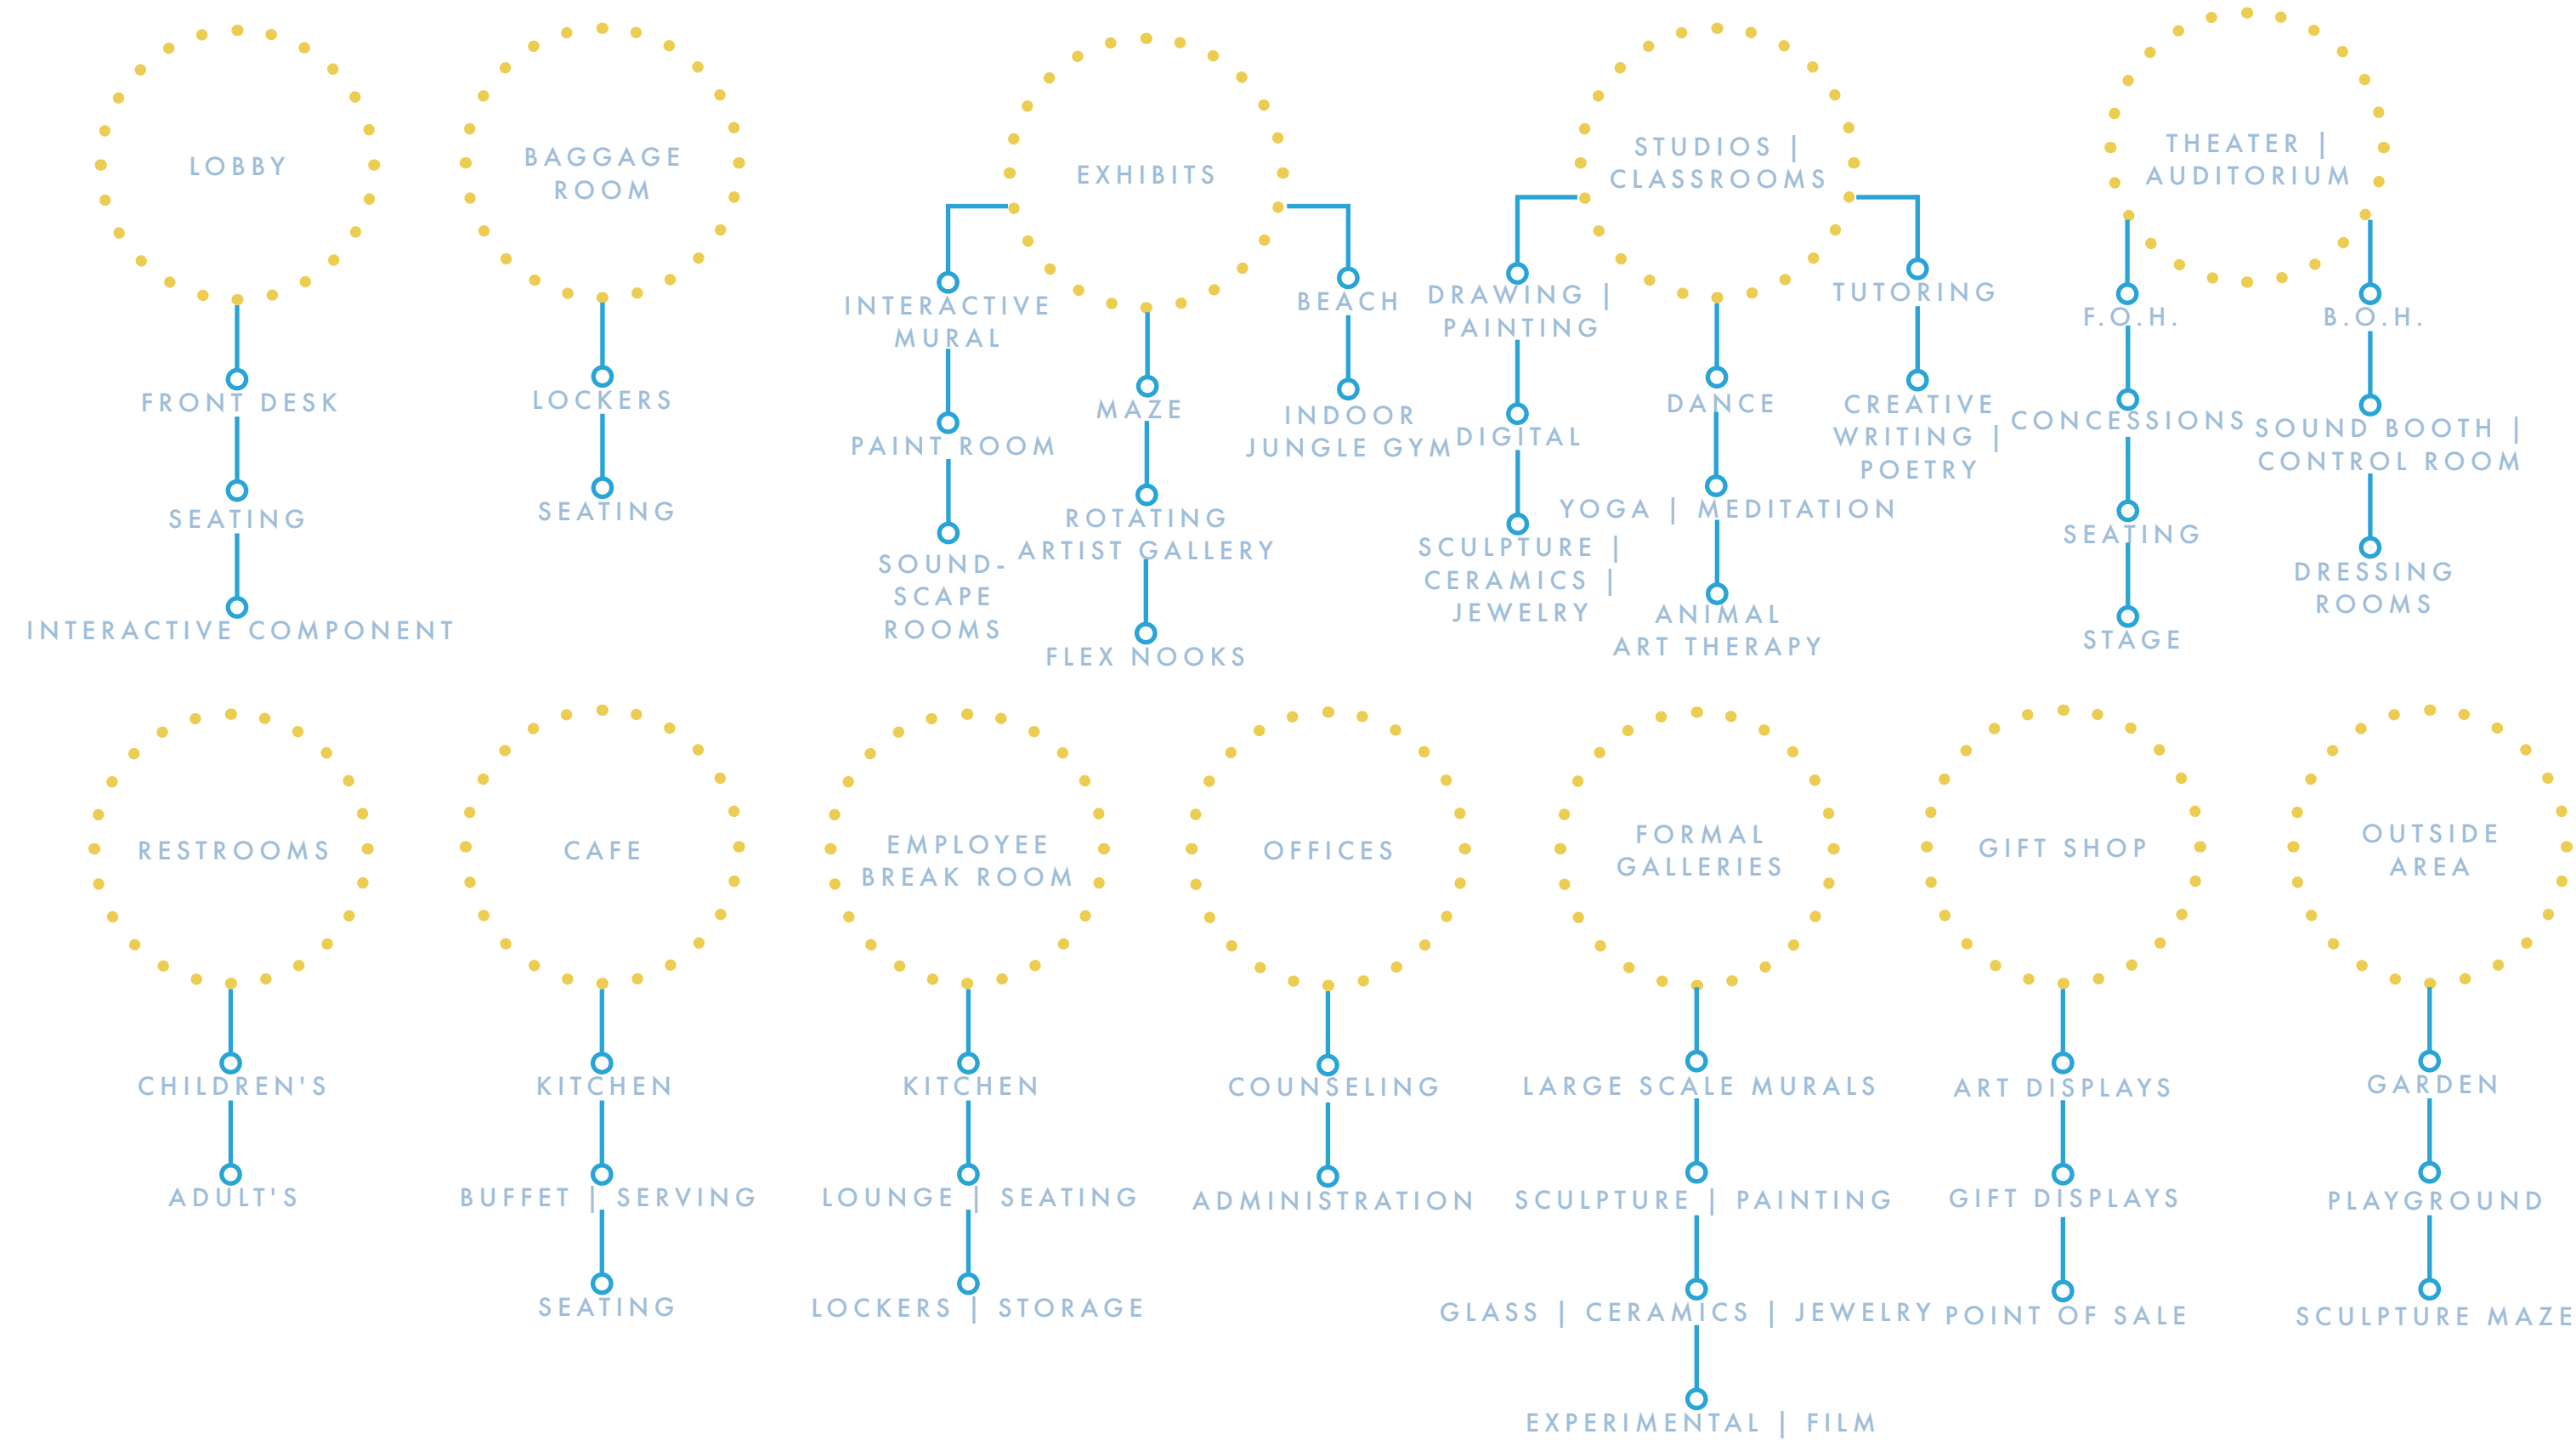 LOBBY
FRONT DESK
SEATING
INTERACTIVE COMPONENT
BAGGAGE
ROOM
LOCKERS
SEATING
EXHIBITS
INTERACTIVE
MURAL
PAINT ROOM
SOUND-
SCAPE
ROOMS
MAZE
ROTATING
ARTIST GALLERY
FLEX NOOKS
BEACH
INDOOR
JUNGLE GYM
STUDIOS |
CLASSROOMS
DRAWING |
PAINTING
DIGITAL
SCULPTURE |
CERAMICS |
JEWELRY
DANCE
YOGA | MEDITATION
ANIMAL
ART THERAPY
TUTORING
CREATIVE
WRITING |
POETRY
THEATER |
AUDITORIUM
F.O.H.
CONCESSIONS
SEATING
STAGE
B.O.H.
SOUND BOOTH |
CONTROL ROOM
DRESSING
ROOMS
RESTROOMS
CHILDREN'S
ADULT'S
CAFE
KITCHEN
BUFFET | SERVING
SEATING
EMPLOYEE
BREAK ROOM
KITCHEN
LOUNGE | SEATING
LOCKERS | STORAGE
OFFICES
COUNSELING
ADMINISTRATION
FORMAL
GALLERIES
LARGE SCALE MURALS
SCULPTURE | PAINTING
GLASS | CERAMICS | JEWELRY
EXPERIMENTAL | FILM
GIFT SHOP
ART DISPLAYS
GIFT DISPLAYS
POINT OF SALE
OUTSIDE
AREA
GARDEN
PLAYGROUND
SCULPTURE MAZE